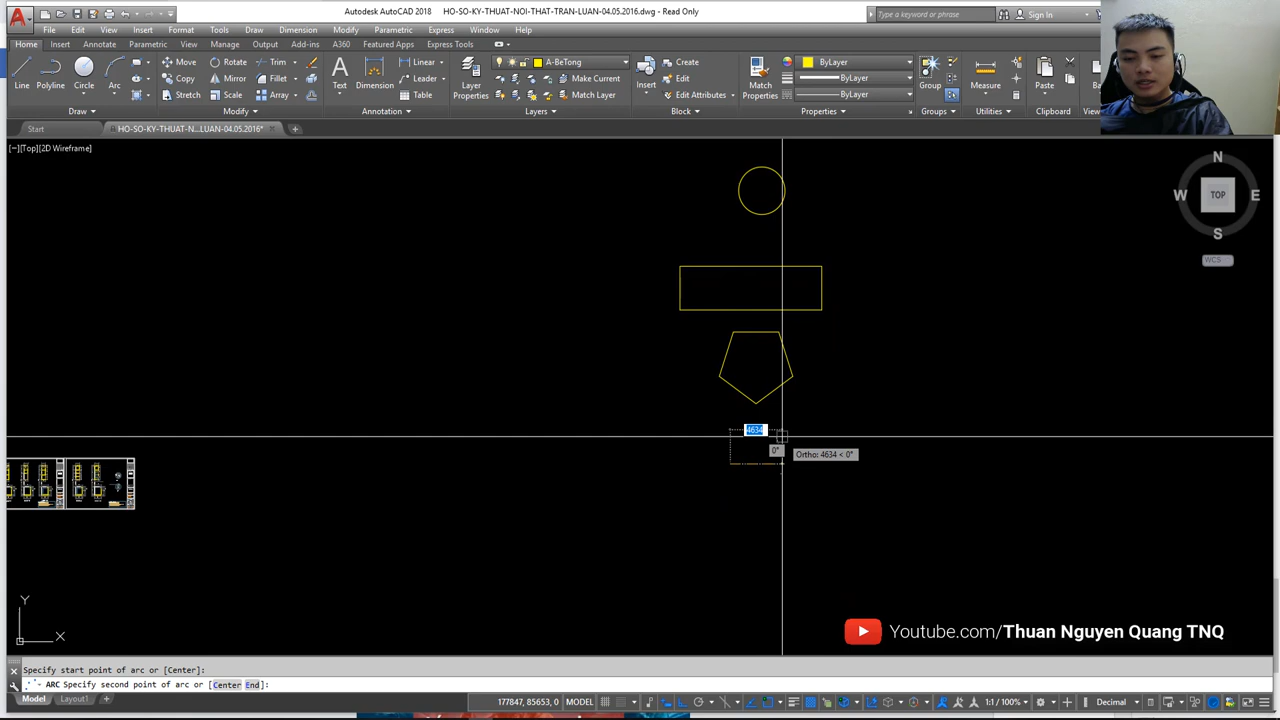 Autodesk AutoCAD 2018 HO-SO-KY-THUAT-NOI-THAT-TRAN-LUAN-04.05.2016.dwg - Read Only
Type a keyword or phrase
Sign In
File Edit View Insert Format Tools Draw Dimension Modify Parametric Express Window Help
Home Insert Annotate Parametric View Manage Output Add-ins A360 Featured Apps Express Tools
Line Polyline Circle Arc
Move Rotate Trim
Copy Mirror Fillet
Stretch Scale Array
Text Dimension
Linear
Leader
Table
Layer Properties
A-BeTong
Make Current
Match Layer
Insert
Create
Edit
Edit Attributes
Match Properties
ByLayer
ByLayer
ByLayer
Group
Measure
Paste
Draw Modify Annotation Layers Block Properties Groups Utilities Clipboard
Start HO-SO-KY-THUAT-N...LUAN-04.05.2016*
[−][Top][2D Wireframe]
N
W TOP E
S
WCS
4634
0°
Ortho: 4634 < 0°
Y
X
Youtube.com/Thuan Nguyen Quang TNQ
Specify start point of arc or [Center]:
ARC Specify second point of arc or [Center End]:
Model Layout1
177847, 85653, 0 MODEL 1:1 / 100% Decimal